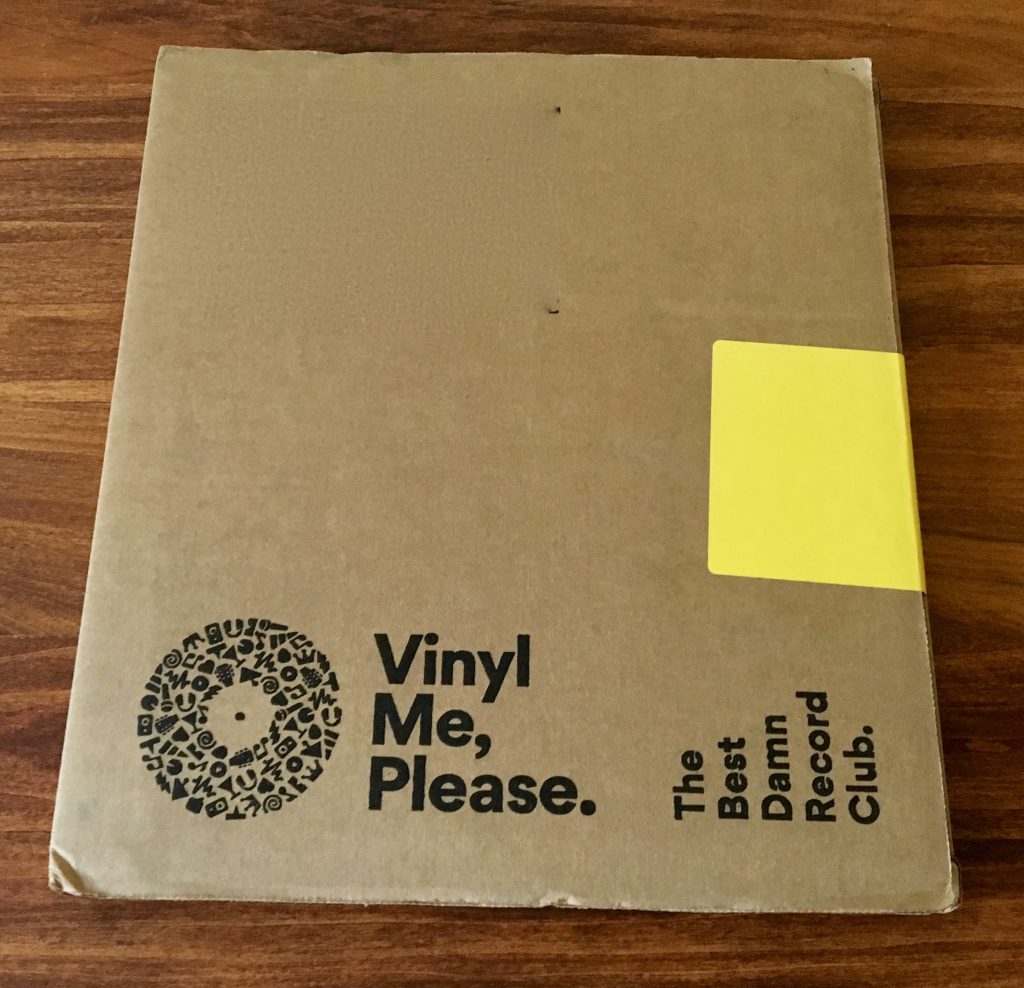 Vinyl
Me,
Please.
The
Best
Damn
Record
Club.